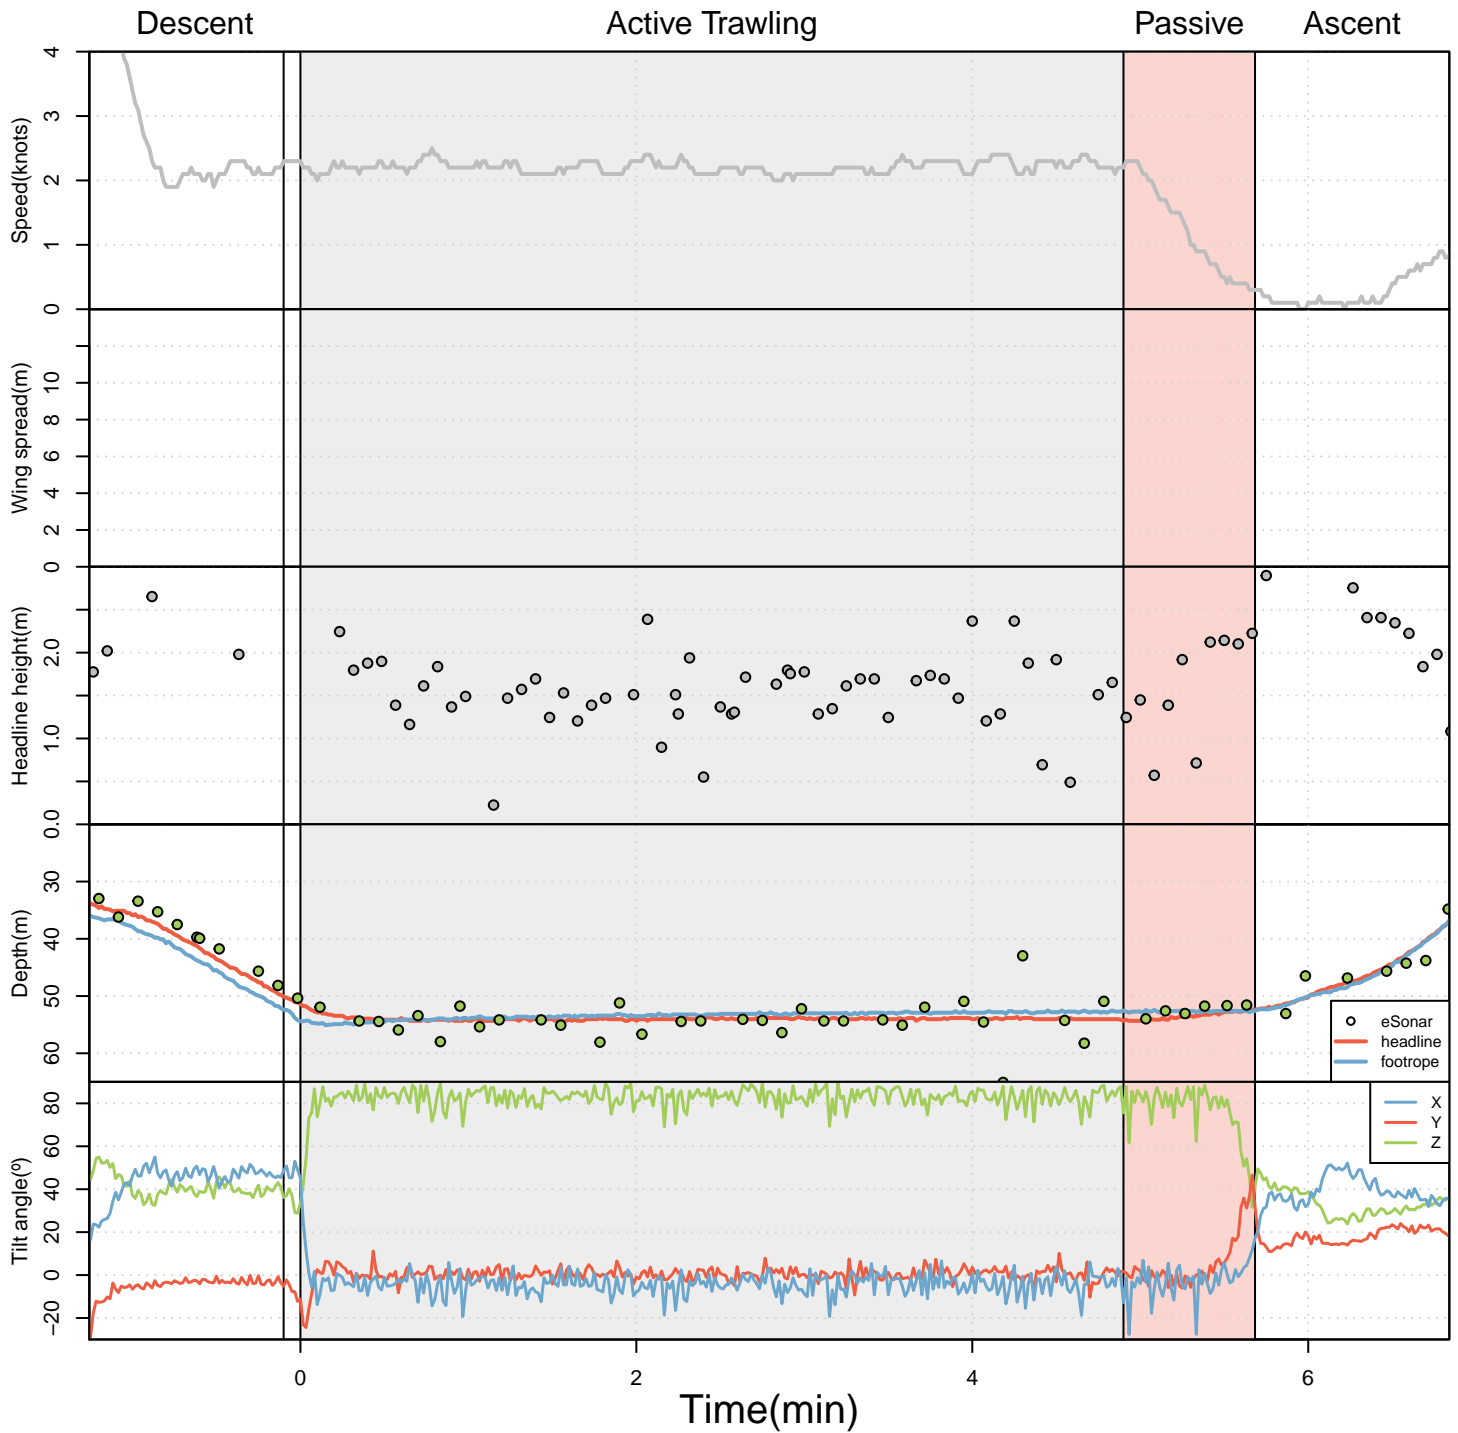 Descent Active Trawling Passive Ascent
Speed(knots)
4
3
2
1
0
Wing spread(m)
10
8
6
4
2
0
Headline height(m)
2.0
1.0
0.0
Depth(m)
30
40
50
60
eSonar
headline
footrope
Tilt angle(º)
80
60
40
20
0
−20
X
Y
Z
0 2 4 6
Time(min)